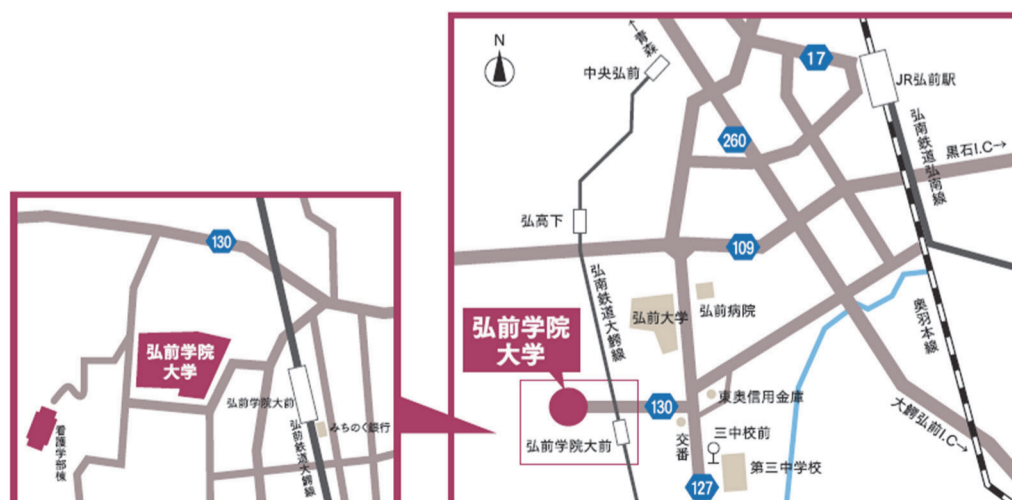 130
弘前学院
大学
弘前学院大前
みちのく銀行
看護学部棟
弘前鉄道大鰐線
N
←青森
中央弘前
17
JR弘前駅
260
弘南鉄道弘南線
黒石I.C→
弘高下
109
弘南鉄道大鰐線
弘前大学
弘前病院
奥羽本線
弘前学院
大学
130
東奥信用金庫
大鰐弘前I.C→
弘前学院大前
交番
三中校前
第三中学校
127